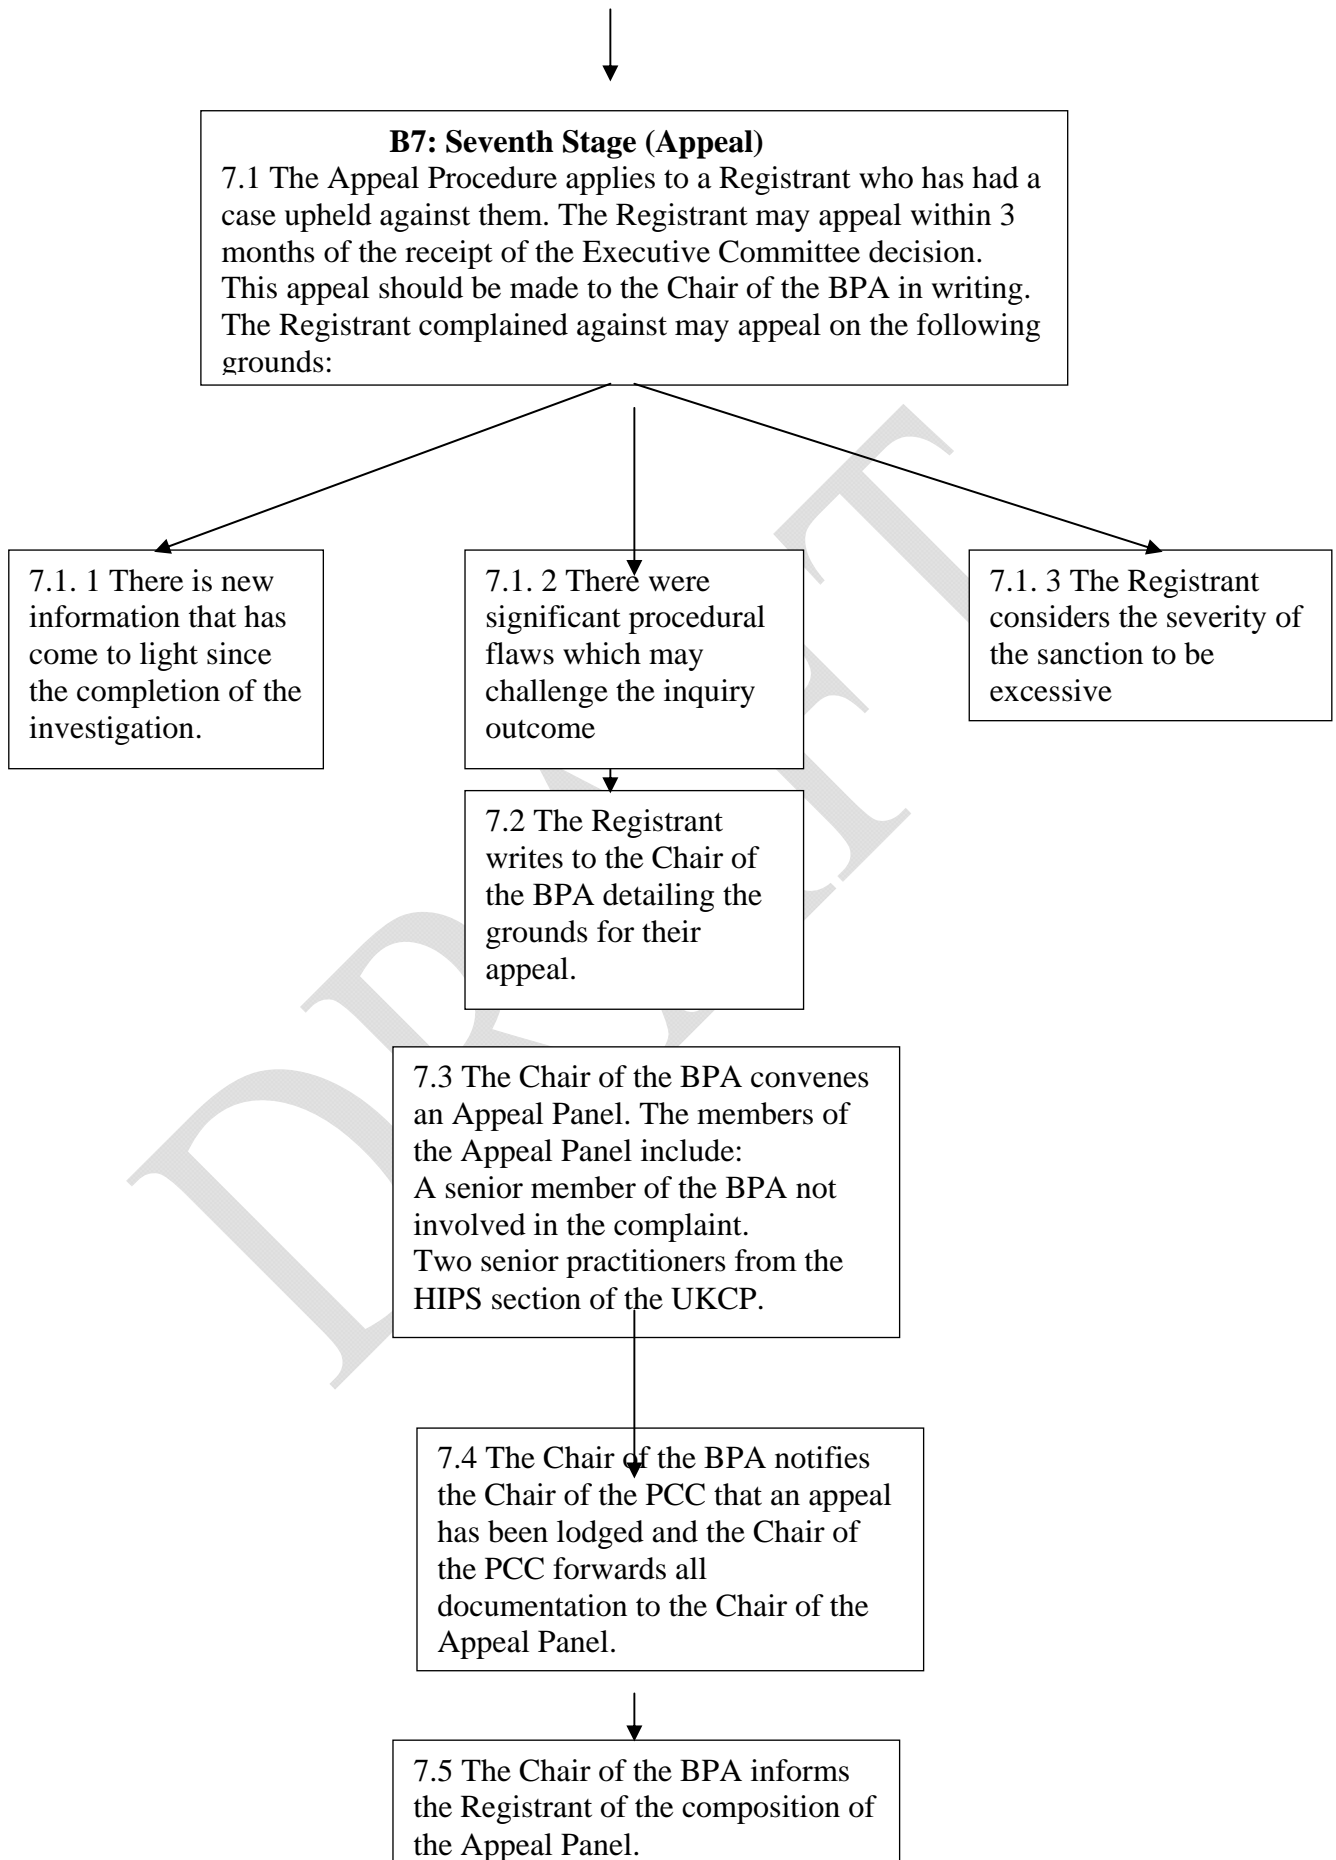 B7: Seventh Stage (Appeal)
7.1 The Appeal Procedure applies to a Registrant who has had a
case upheld against them. The Registrant may appeal within 3
months of the receipt of the Executive Committee decision.
This appeal should be made to the Chair of the BPA in writing.
The Registrant complained against may appeal on the following
grounds:
7.1. 1 There is new
information that has
come to light since
the completion of the
investigation.
7.1. 2 There were
significant procedural
flaws which may
challenge the inquiry
outcome
7.1. 3 The Registrant
considers the severity of
the sanction to be
excessive
7.2 The Registrant
writes to the Chair of
the BPA detailing the
grounds for their
appeal.
7.3 The Chair of the BPA convenes
an Appeal Panel. The members of
the Appeal Panel include:
A senior member of the BPA not
involved in the complaint.
Two senior practitioners from the
HIPS section of the UKCP.
7.4 The Chair of the BPA notifies
the Chair of the PCC that an appeal
has been lodged and the Chair of
the PCC forwards all
documentation to the Chair of the
Appeal Panel.
7.5 The Chair of the BPA informs
the Registrant of the composition of
the Appeal Panel.
DRAFT